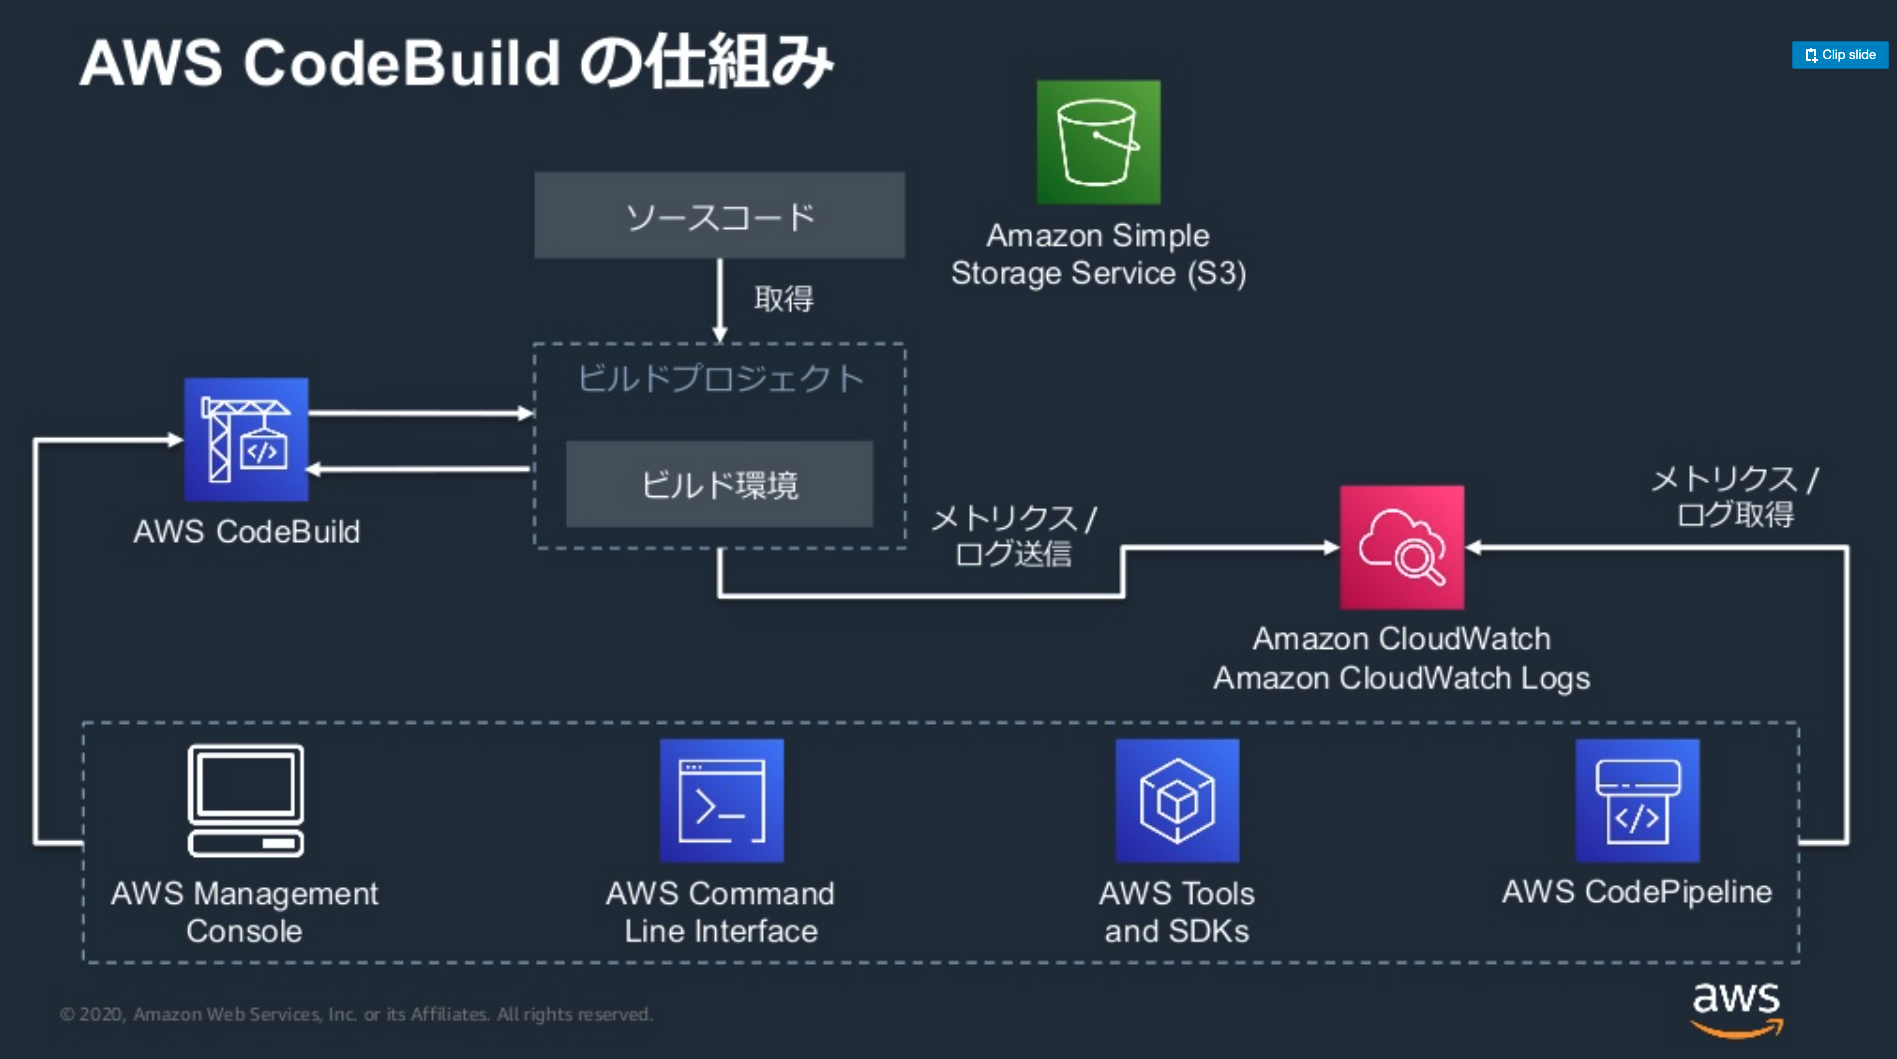 AWS CodeBuild の仕組み
Clip slide
ソースコード
Amazon Simple
Storage Service (S3)
取得
ビルドプロジェクト
ビルド環境
AWS CodeBuild
メトリクス /
ログ送信
メトリクス /
ログ取得
Amazon CloudWatch
Amazon CloudWatch Logs
</>
>_
</>
AWS Management
Console
AWS Command
Line Interface
AWS Tools
and SDKs
AWS CodePipeline
© 2020, Amazon Web Services, Inc. or its Affiliates. All rights reserved.
aws